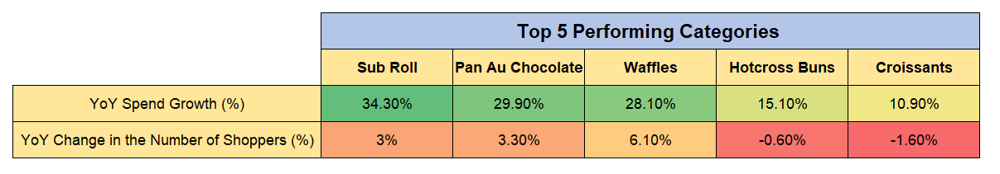 Top 5 Performing Categories
Sub Roll Pan Au Chocolate Waffles Hotcross Buns Croissants
YoY Spend Growth (%) 34.30% 29.90% 28.10% 15.10% 10.90%
YoY Change in the Number of Shoppers (%) 3% 3.30% 6.10% -0.60% -1.60%